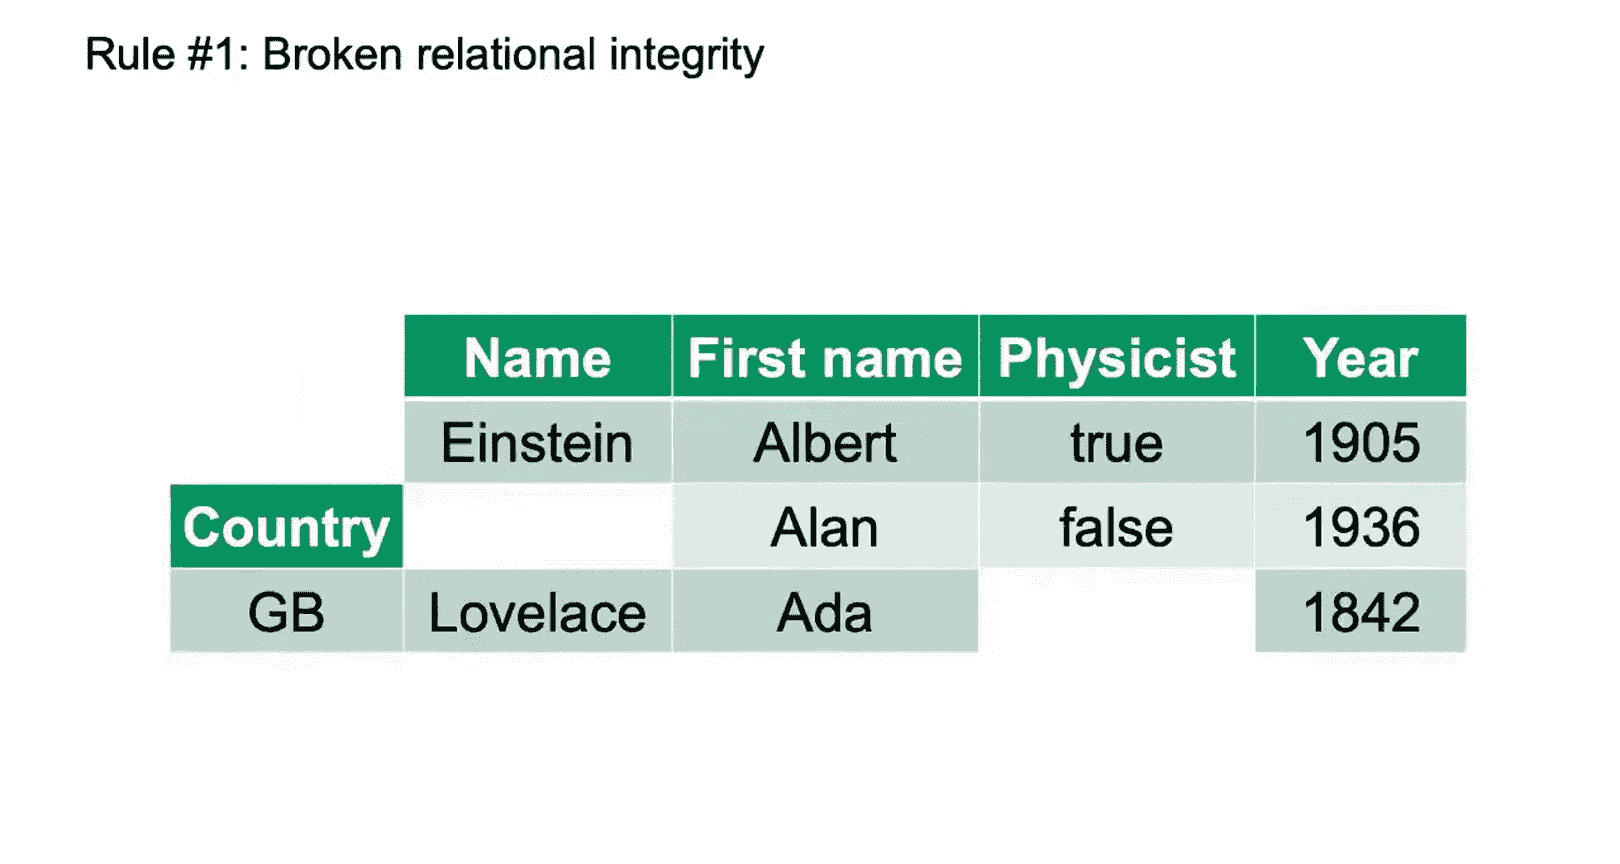 Rule #1: Broken relational integrity
Name First name Physicist Year
Einstein Albert true 1905
Country Alan false 1936
GB Lovelace Ada 1842